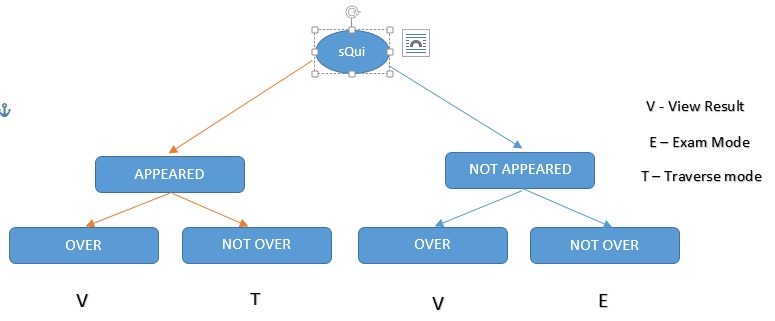 sQui
V - View Result
E – Exam Mode
T – Traverse mode
APPEARED
NOT APPEARED
OVER
NOT OVER
OVER
NOT OVER
V
T
V
E